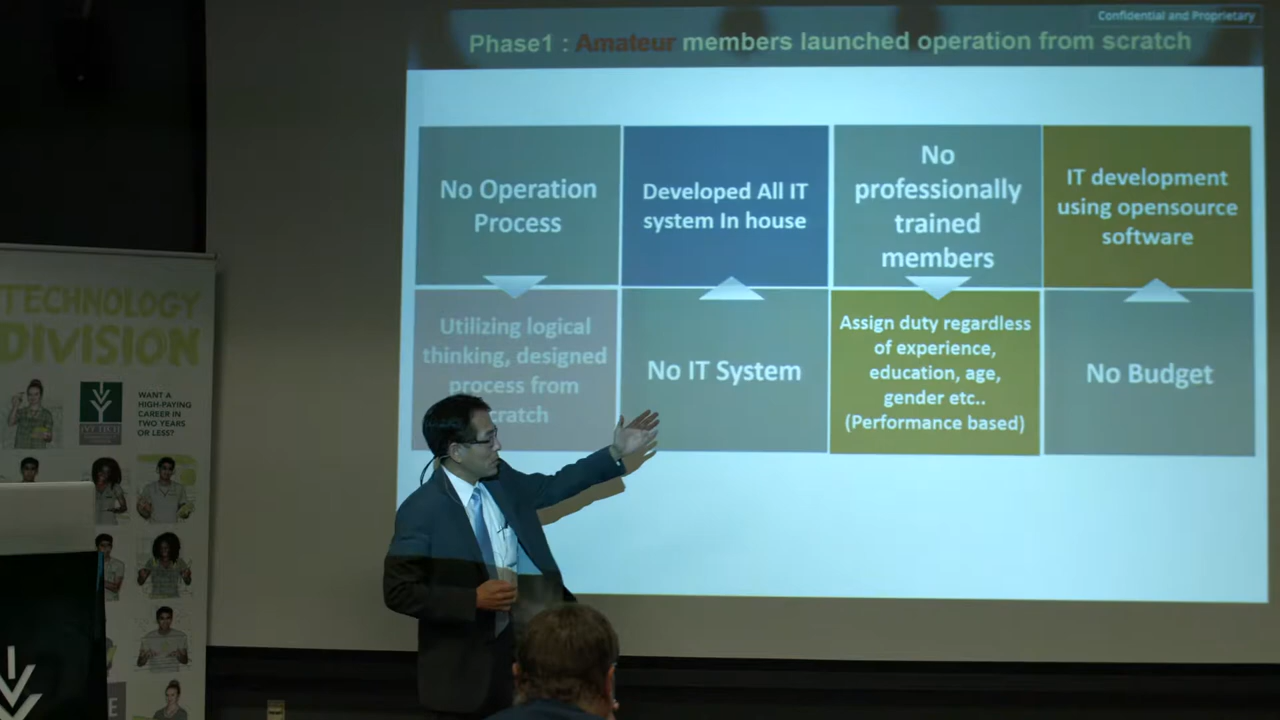 Confidential and Proprietary
Phase1 : Amateur members launched operation from scratch
No Operation
Process
Developed All IT
system In house
No
professionally
trained
members
IT development
using opensource
software
Utilizing logical
thinking, designed
process from
scratch
No IT System
Assign duty regardless
of experience,
education, age,
gender etc..
(Performance based)
No Budget
TECHNOLOGY
DIVISION
WANT A
HIGH-PAYING
CAREER IN
TWO YEARS
OR LESS?